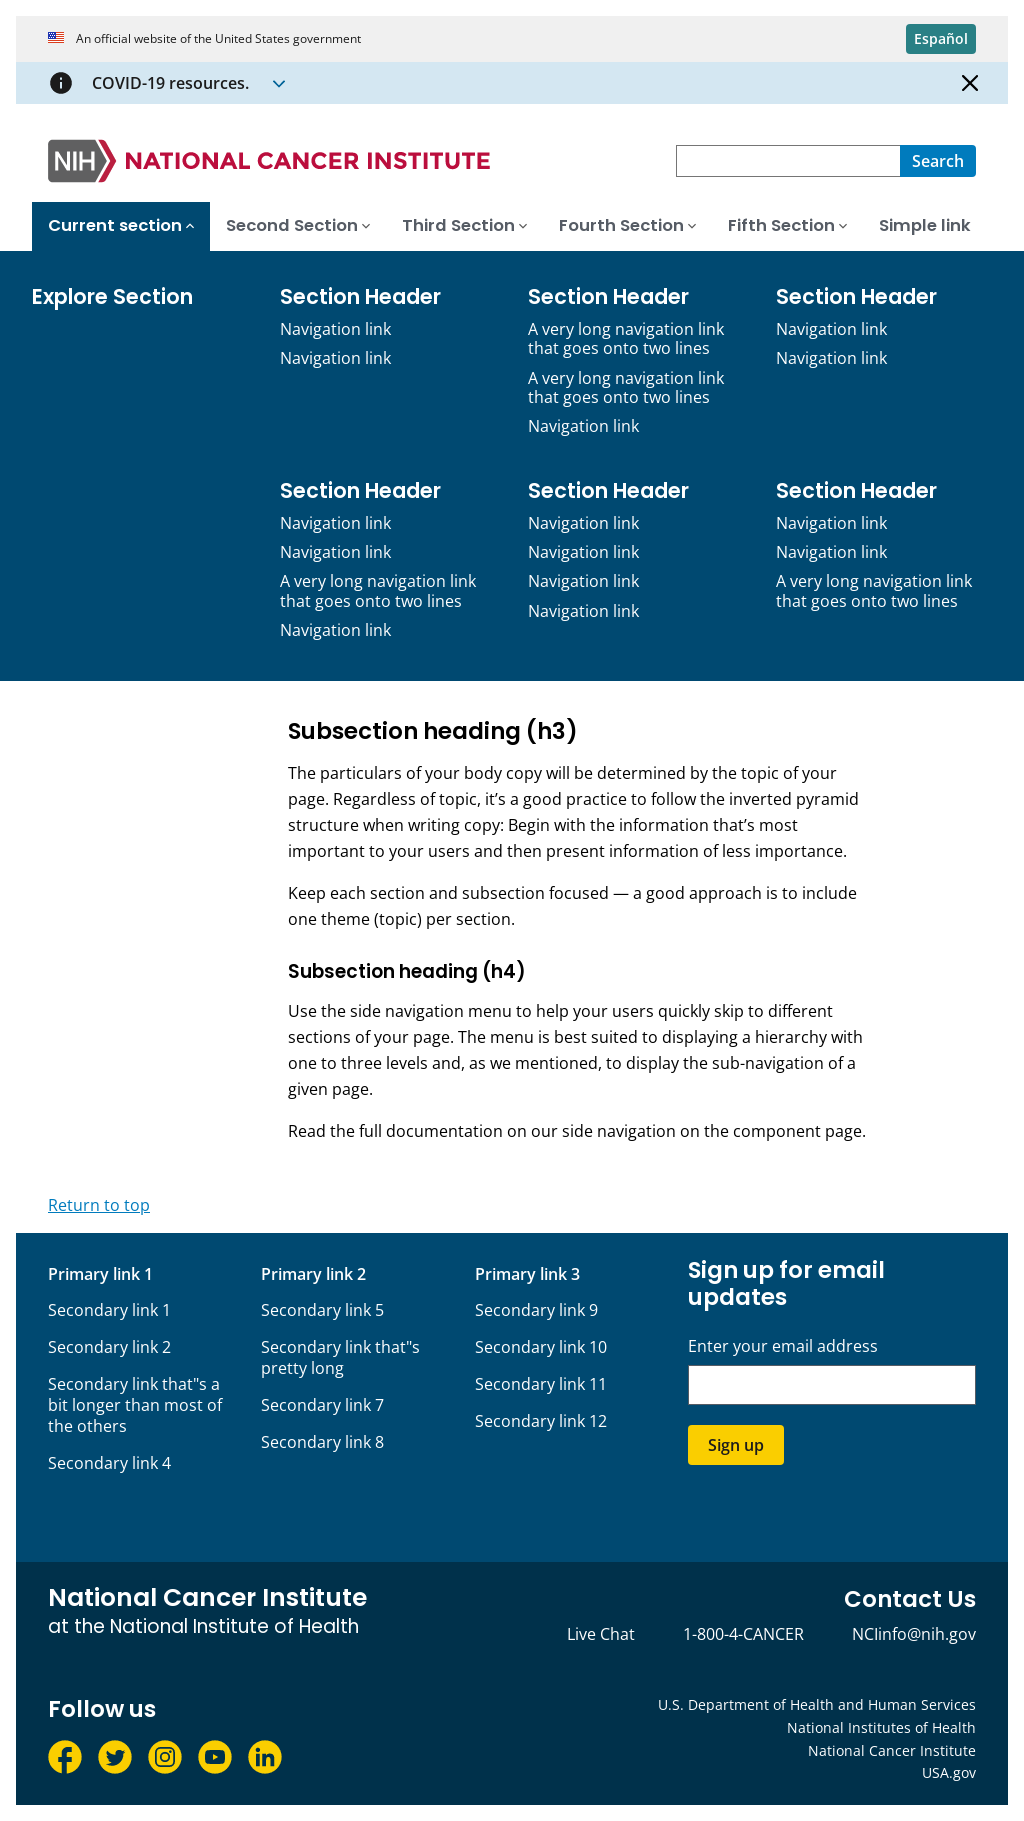 An official website of the United States government
Español
COVID-19 resources.
NIH NATIONAL CANCER INSTITUTE
Search
Current section
Second Section
Third Section
Fourth Section
Fifth Section
Simple link
Explore Section
Section Header
Navigation link
Navigation link
Section Header
A very long navigation link
that goes onto two lines
A very long navigation link
that goes onto two lines
Navigation link
Section Header
Navigation link
Navigation link
Section Header
Navigation link
Navigation link
A very long navigation link
that goes onto two lines
Navigation link
Section Header
Navigation link
Navigation link
Navigation link
Navigation link
Section Header
Navigation link
Navigation link
A very long navigation link
that goes onto two lines
Subsection heading (h3)
The particulars of your body copy will be determined by the topic of your
page. Regardless of topic, it’s a good practice to follow the inverted pyramid
structure when writing copy: Begin with the information that’s most
important to your users and then present information of less importance.
Keep each section and subsection focused — a good approach is to include
one theme (topic) per section.
Subsection heading (h4)
Use the side navigation menu to help your users quickly skip to different
sections of your page. The menu is best suited to displaying a hierarchy with
one to three levels and, as we mentioned, to display the sub-navigation of a
given page.
Read the full documentation on our side navigation on the component page.
Return to top
Primary link 1
Secondary link 1
Secondary link 2
Secondary link that"s a
bit longer than most of
the others
Secondary link 4
Primary link 2
Secondary link 5
Secondary link that"s
pretty long
Secondary link 7
Secondary link 8
Primary link 3
Secondary link 9
Secondary link 10
Secondary link 11
Secondary link 12
Sign up for email
updates
Enter your email address
Sign up
National Cancer Institute
at the National Institute of Health
Contact Us
Live Chat
1-800-4-CANCER
NCIinfo@nih.gov
Follow us
U.S. Department of Health and Human Services
National Institutes of Health
National Cancer Institute
USA.gov